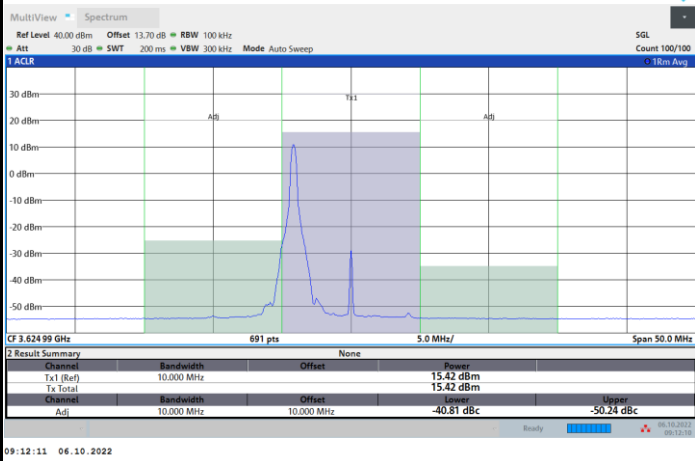 MultiView Spectrum
Ref Level 40.00 dBm Offset 13.70 dB RBW 100 kHz SGL
Att 30 dB SWT 200 ms VBW 300 kHz Mode Auto Sweep Count 100/100
1 ACLR 1Rm Avg
30 dBm
Tx1
20 dBm
Adj Adj
10 dBm
0 dBm
-10 dBm
-20 dBm
-30 dBm
-40 dBm
-50 dBm
CF 3.624 99 GHz 691 pts 5.0 MHz/ Span 50.0 MHz
2 Result Summary None
Channel Bandwidth Offset Power
Tx1 (Ref) 10.000 MHz 15.42 dBm
Tx Total 15.42 dBm
Channel Bandwidth Offset Lower Upper
Adj 10.000 MHz 10.000 MHz -40.81 dBc -50.24 dBc
Ready 06.10.2022
09:12:10
09:12:11 06.10.2022